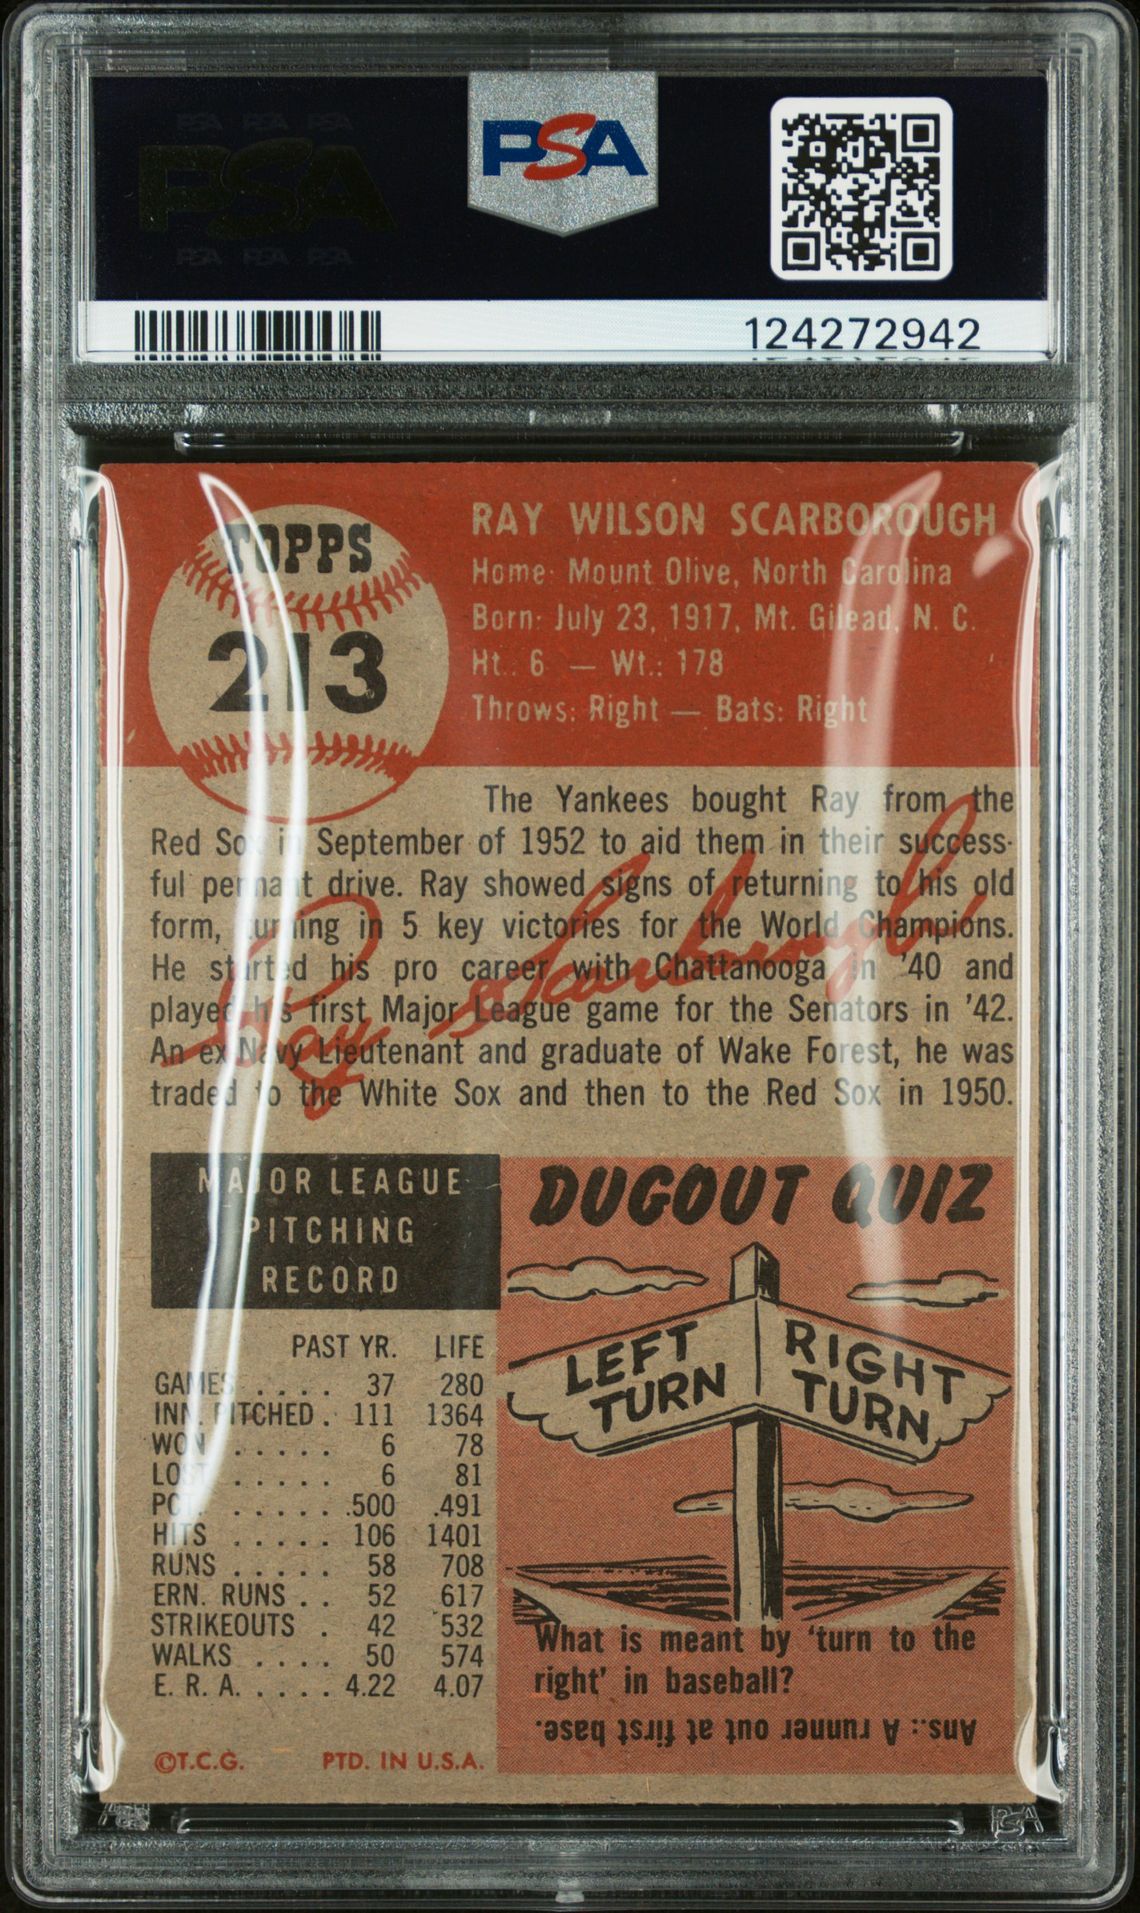 PSA PSA PSA
PSA
PSA PSA PSA
PSA
124272942
TOPPS
213
RAY WILSON SCARBOROUGH
Home: Mount Olive, North Carolina
Born: July 23, 1917, Mt. Gilead, N. C.
Ht.: 6 — Wt.: 178
Throws: Right — Bats: Right
The Yankees bought Ray from the
Red Sox in September of 1952 to aid them in their success-
ful pennant drive. Ray showed signs of returning to his old
form, turning in 5 key victories for the World Champions.
He started his pro career with Chattanooga in '40 and
played his first Major League game for the Senators in '42.
An ex Navy Lieutenant and graduate of Wake Forest, he was
traded to the White Sox and then to the Red Sox in 1950.
Ray Scarborough
MAJOR LEAGUE
PITCHING
RECORD
PAST YR. LIFE
GAMES . . . . 37 280
INN. PITCHED . 111 1364
WON . . . . . 6 78
LOST . . . . . 6 81
PCT. . . . . . .500 .491
HITS . . . . . 106 1401
RUNS . . . . . 58 708
ERN. RUNS . . 52 617
STRIKEOUTS . 42 532
WALKS . . . . 50 574
E. R. A. . . . . 4.22 4.07
©T.C.G. PTD. IN U.S.A.
DUGOUT QUIZ
LEFT
TURN
RIGHT
TURN
What is meant by 'turn to the
right' in baseball?
Ans.: A runner out at first base.
PSA